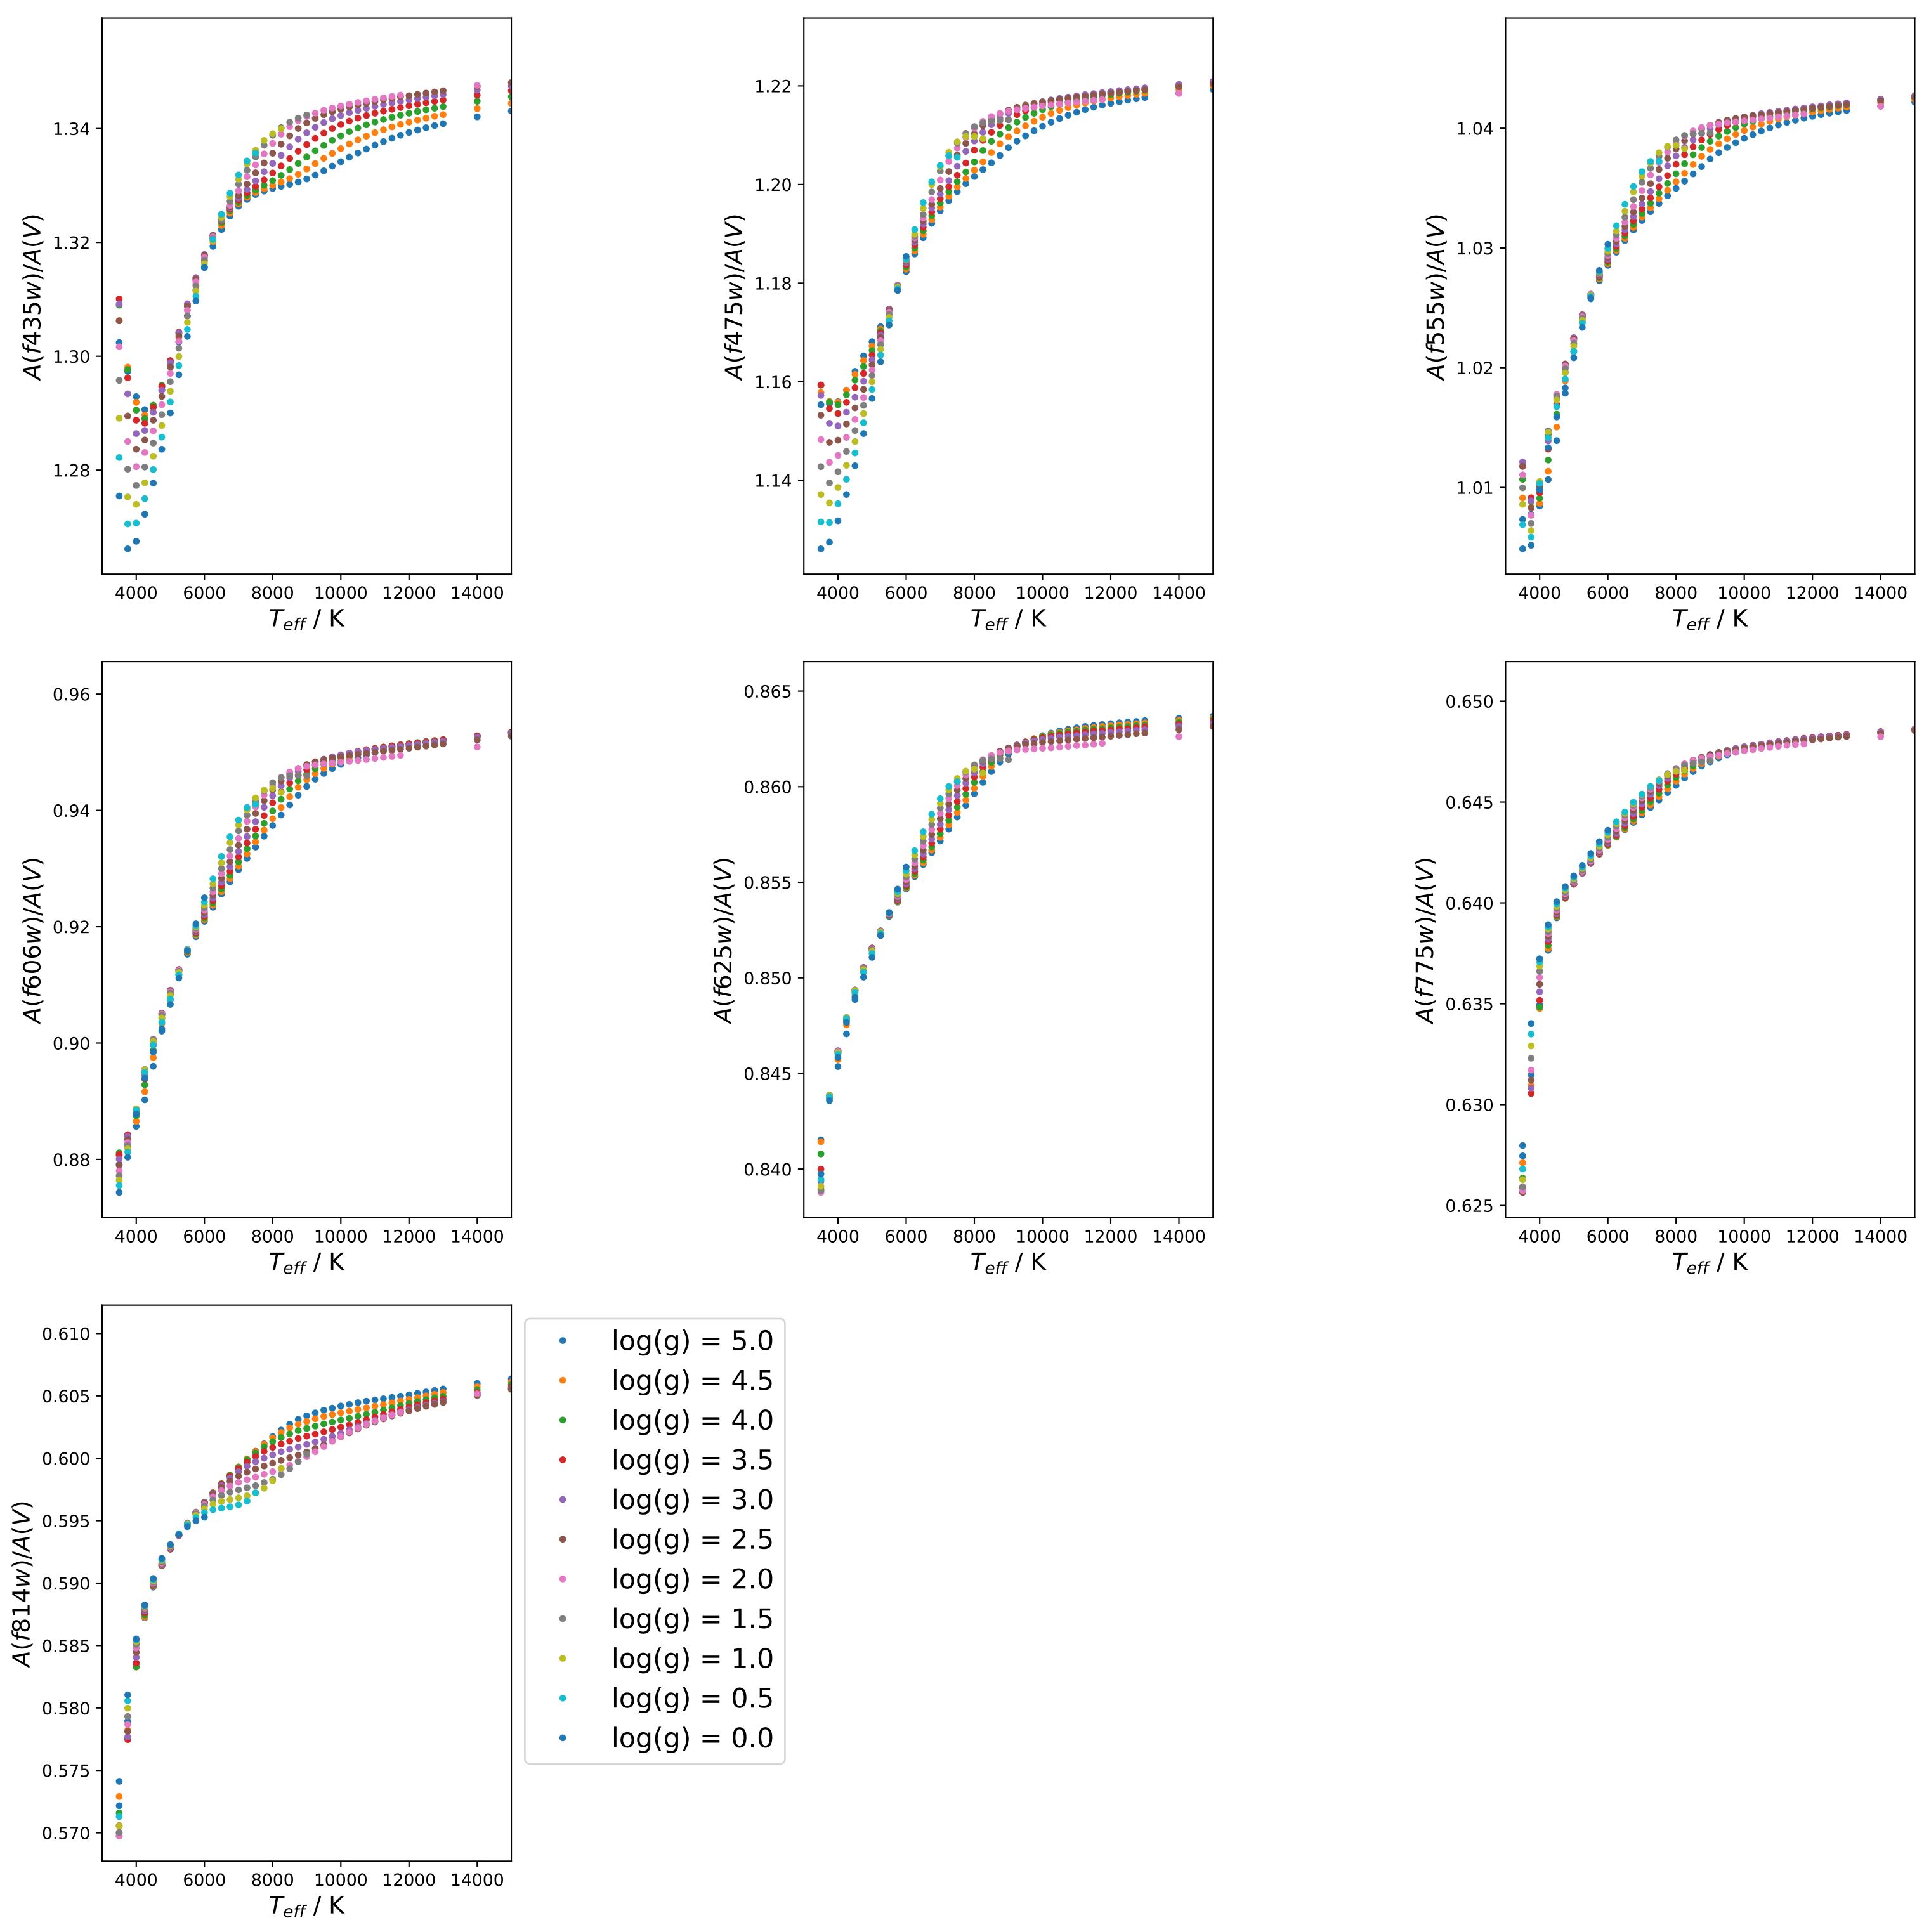 1.34
1.32
1.30
1.28
A(f435w)/A(V)
4000 6000 8000 10000 12000 14000
T_eff / K
1.22
1.20
1.18
1.16
1.14
A(f475w)/A(V)
4000 6000 8000 10000 12000 14000
T_eff / K
1.04
1.03
1.02
1.01
A(f555w)/A(V)
4000 6000 8000 10000 12000 14000
T_eff / K
0.96
0.94
0.92
0.90
0.88
A(f606w)/A(V)
4000 6000 8000 10000 12000 14000
T_eff / K
0.865
0.860
0.855
0.850
0.845
0.840
A(f625w)/A(V)
4000 6000 8000 10000 12000 14000
T_eff / K
0.650
0.645
0.640
0.635
0.630
0.625
A(f775w)/A(V)
4000 6000 8000 10000 12000 14000
T_eff / K
0.610
0.605
0.600
0.595
0.590
0.585
0.580
0.575
0.570
A(f814w)/A(V)
4000 6000 8000 10000 12000 14000
T_eff / K
log(g) = 5.0
log(g) = 4.5
log(g) = 4.0
log(g) = 3.5
log(g) = 3.0
log(g) = 2.5
log(g) = 2.0
log(g) = 1.5
log(g) = 1.0
log(g) = 0.5
log(g) = 0.0